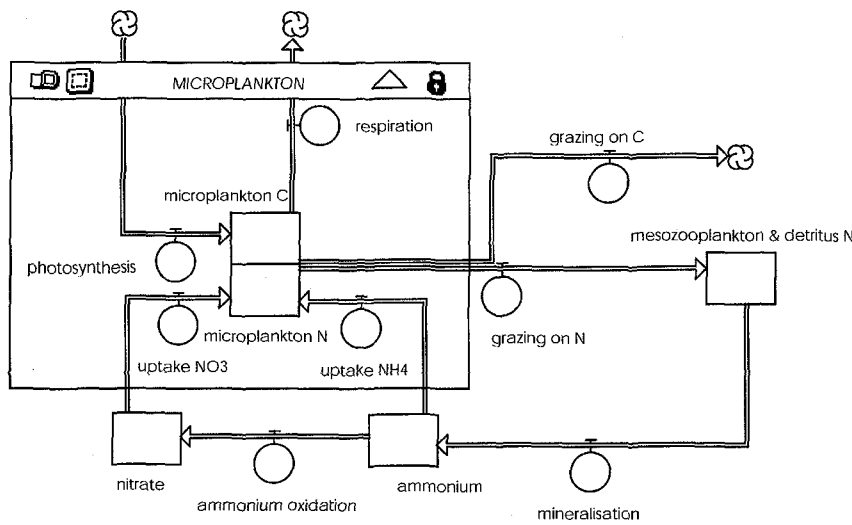 MICROPLANKTON
respiration
grazing on C
microplankton C
mesozooplankton & detritus N
photosynthesis
microplankton N
grazing on N
uptake NO3
uptake NH4
nitrate
ammonium
ammonium oxidation
mineralisation